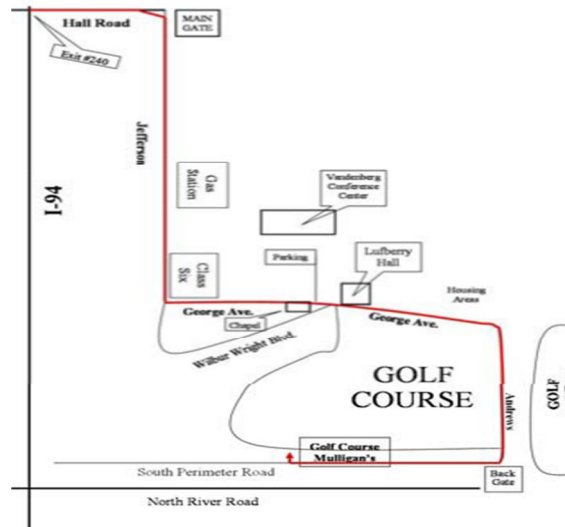 Hall Road
MAIN
GATE
Exit #240
Jefferson
I-94
Gas
Station
Vandenberg
Conference
Center
Class
Six
Parking
Lufberry
Hall
Housing
Areas
George Ave.
George Ave.
Chapel
Wilbur Wright Blvd.
GOLF
COURSE
Andrews
GOLF
Golf Course
Mulligan's
South Perimeter Road
Back
Gate
North River Road